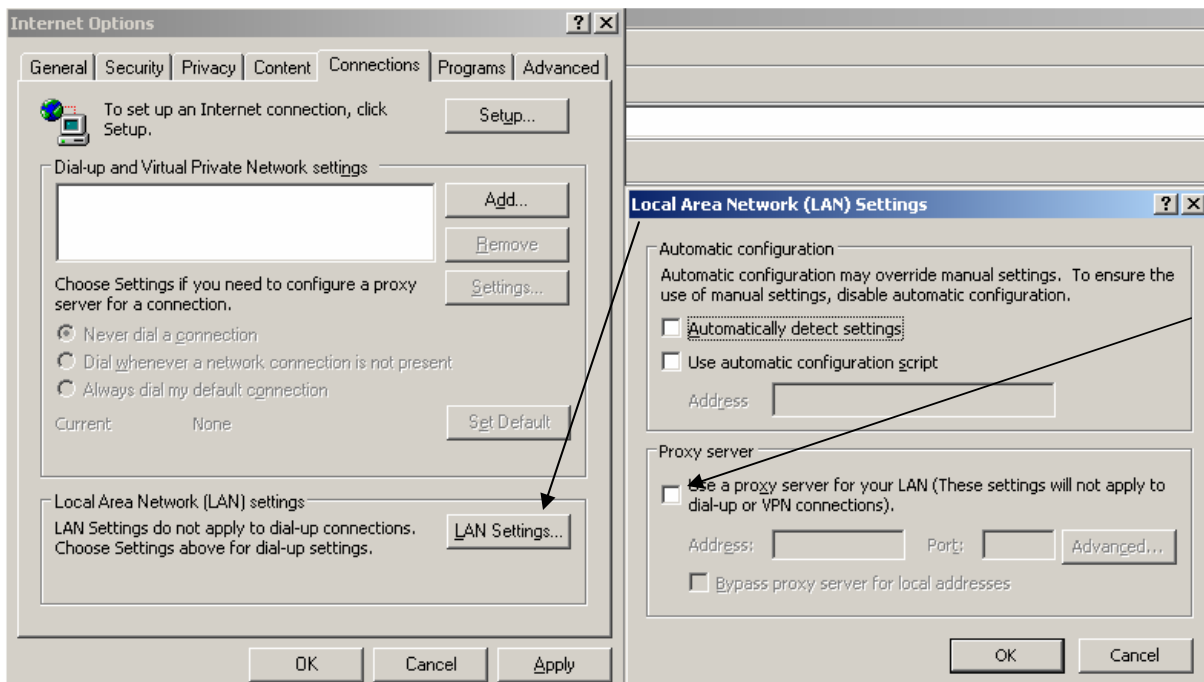 Internet Options
General Security Privacy Content Connections Programs Advanced
To set up an Internet connection, click
Setup.
Setup...
Dial-up and Virtual Private Network settings
Add...
Remove
Choose Settings if you need to configure a proxy
server for a connection.
Settings...
Never dial a connection
Dial whenever a network connection is not present
Always dial my default connection
Current None
Set Default
Local Area Network (LAN) settings
LAN Settings do not apply to dial-up connections.
Choose Settings above for dial-up settings.
LAN Settings...
OK Cancel Apply
Local Area Network (LAN) Settings
Automatic configuration
Automatic configuration may override manual settings. To ensure the
use of manual settings, disable automatic configuration.
Automatically detect settings
Use automatic configuration script
Address
Proxy server
Use a proxy server for your LAN (These settings will not apply to
dial-up or VPN connections).
Address: Port: Advanced...
Bypass proxy server for local addresses
OK Cancel